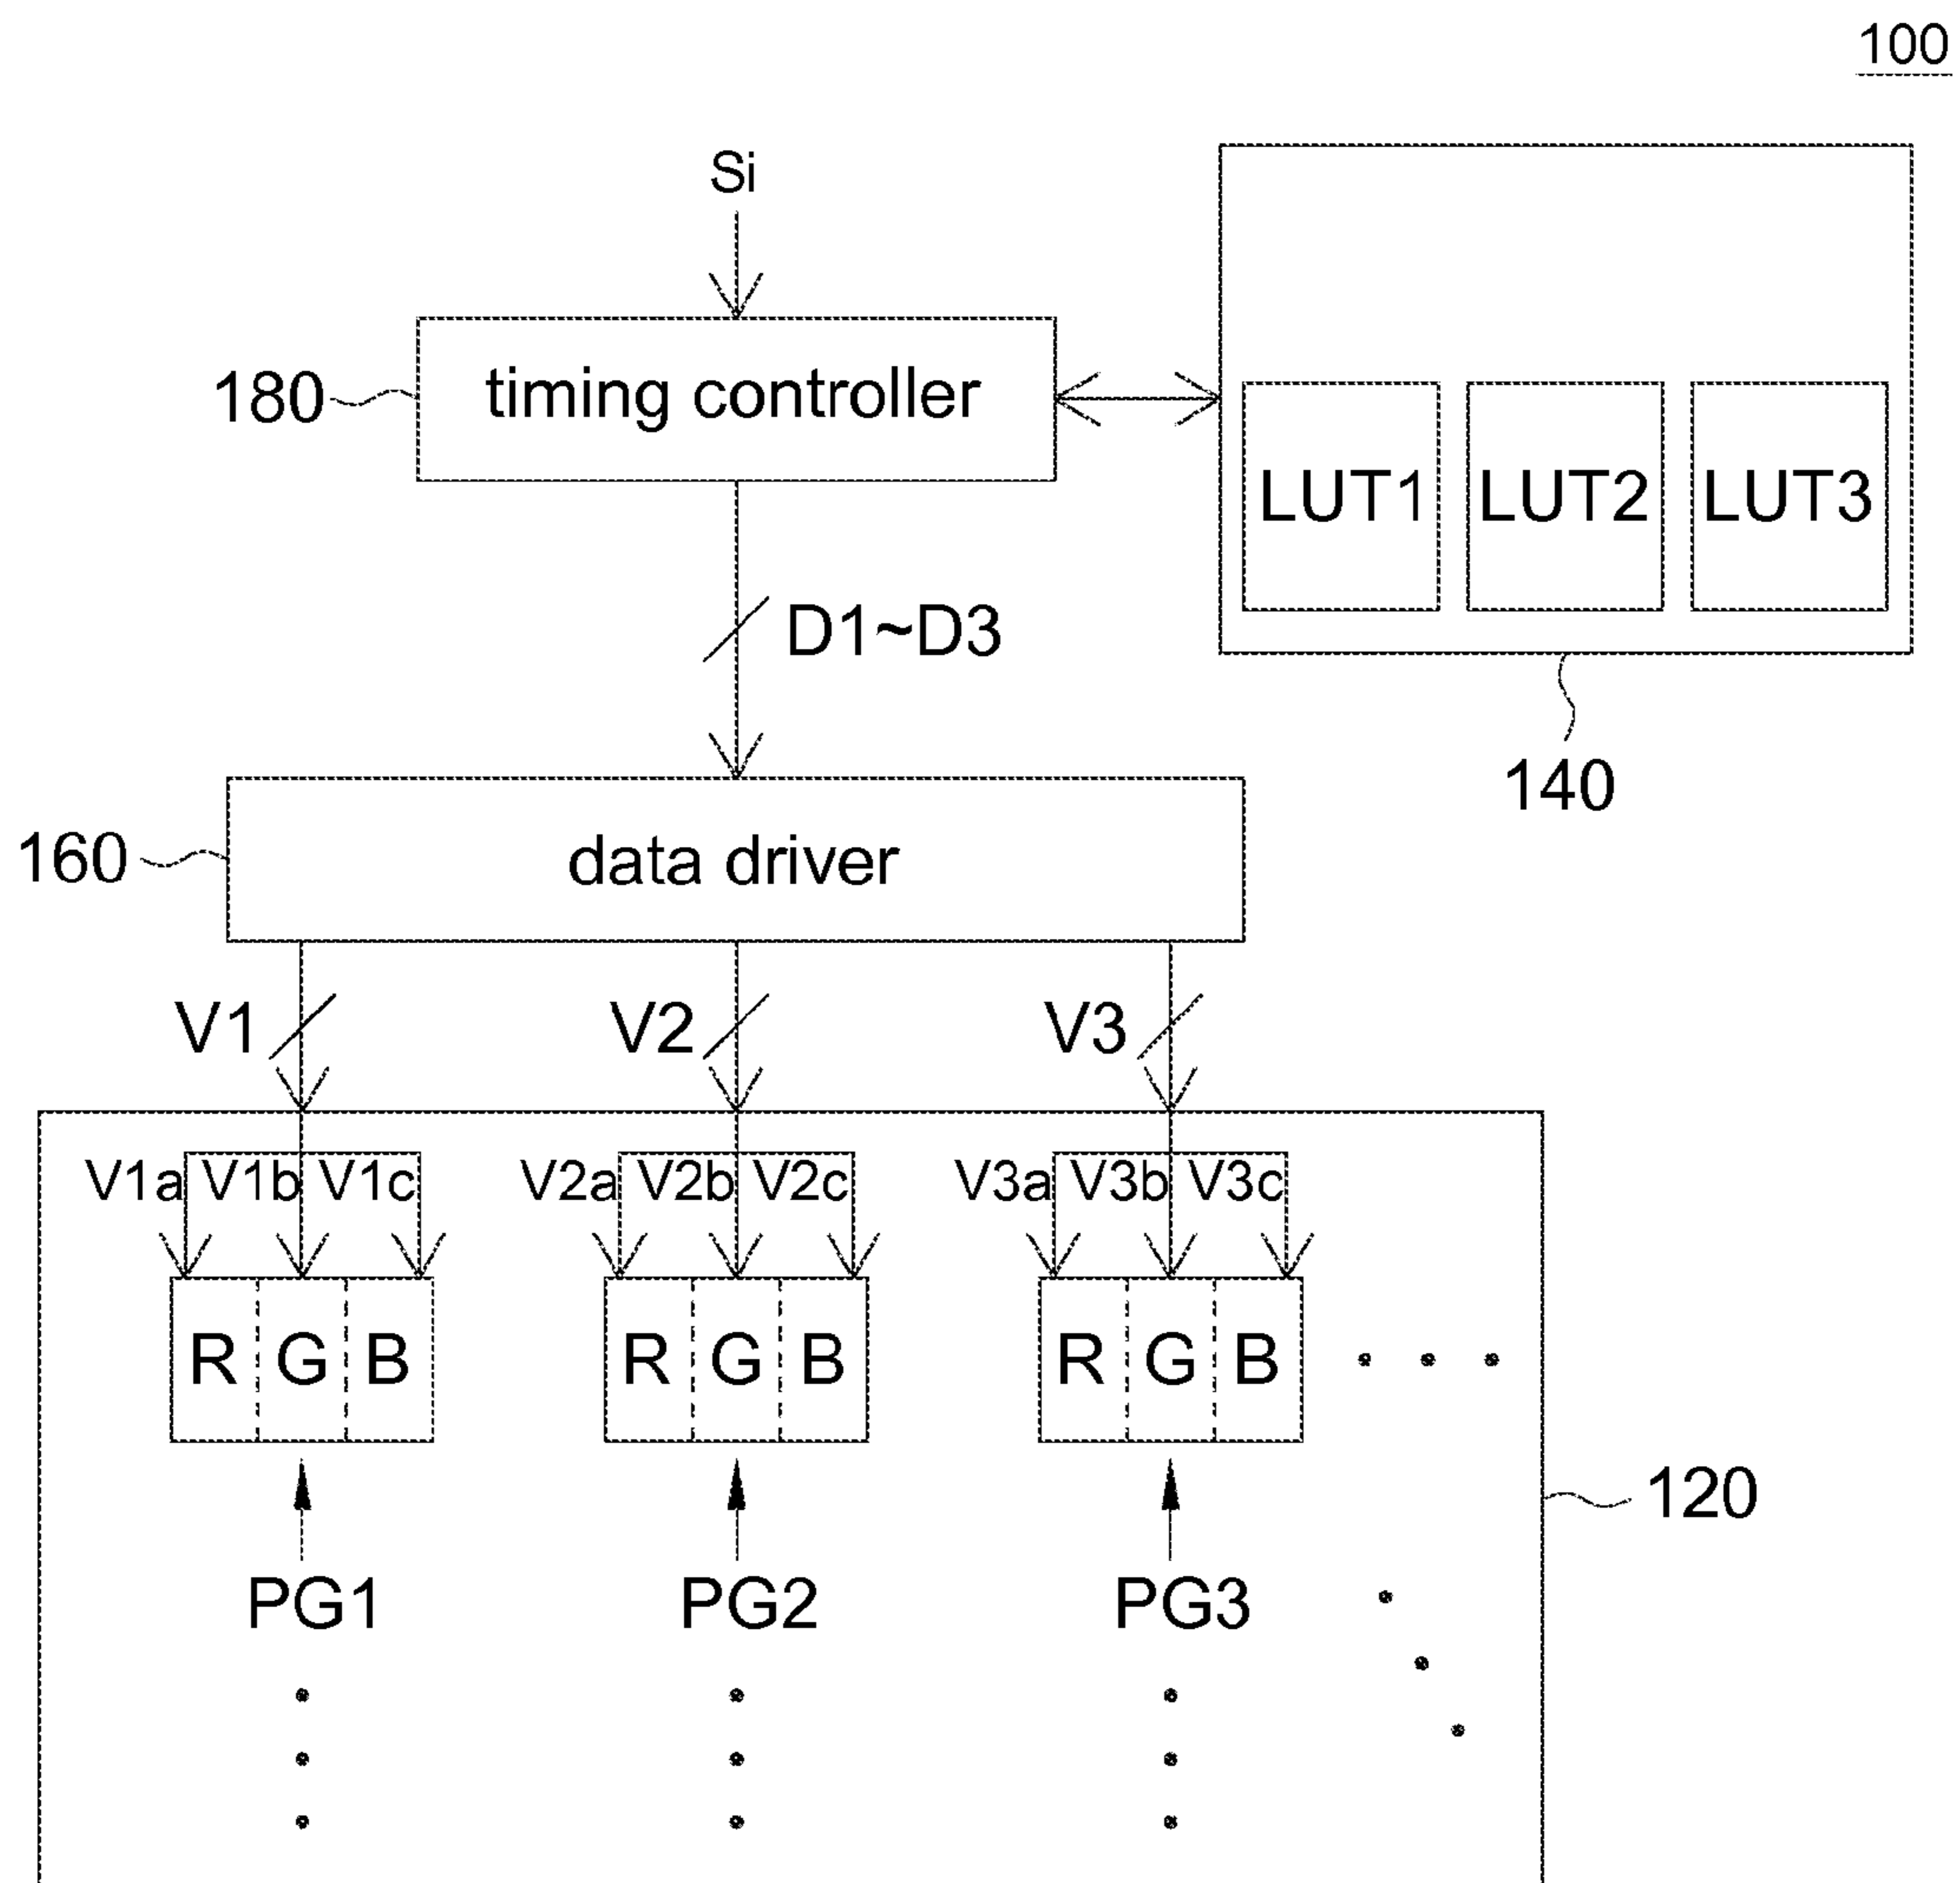 100
Si
180
timing controller
LUT1 LUT2 LUT3
D1~D3
140
160
data driver
V1 V2 V3
V1a V1b V1c V2a V2b V2c V3a V3b V3c
R G B R G B R G B
120
PG1 PG2 PG3